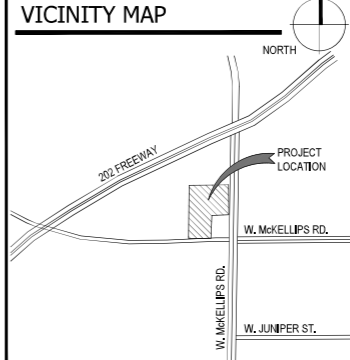 VICINITY MAP
NORTH
202 FREEWAY
PROJECT
LOCATION
W. McKELLIPS RD.
W. McKELLIPS RD.
W. JUNIPER ST.